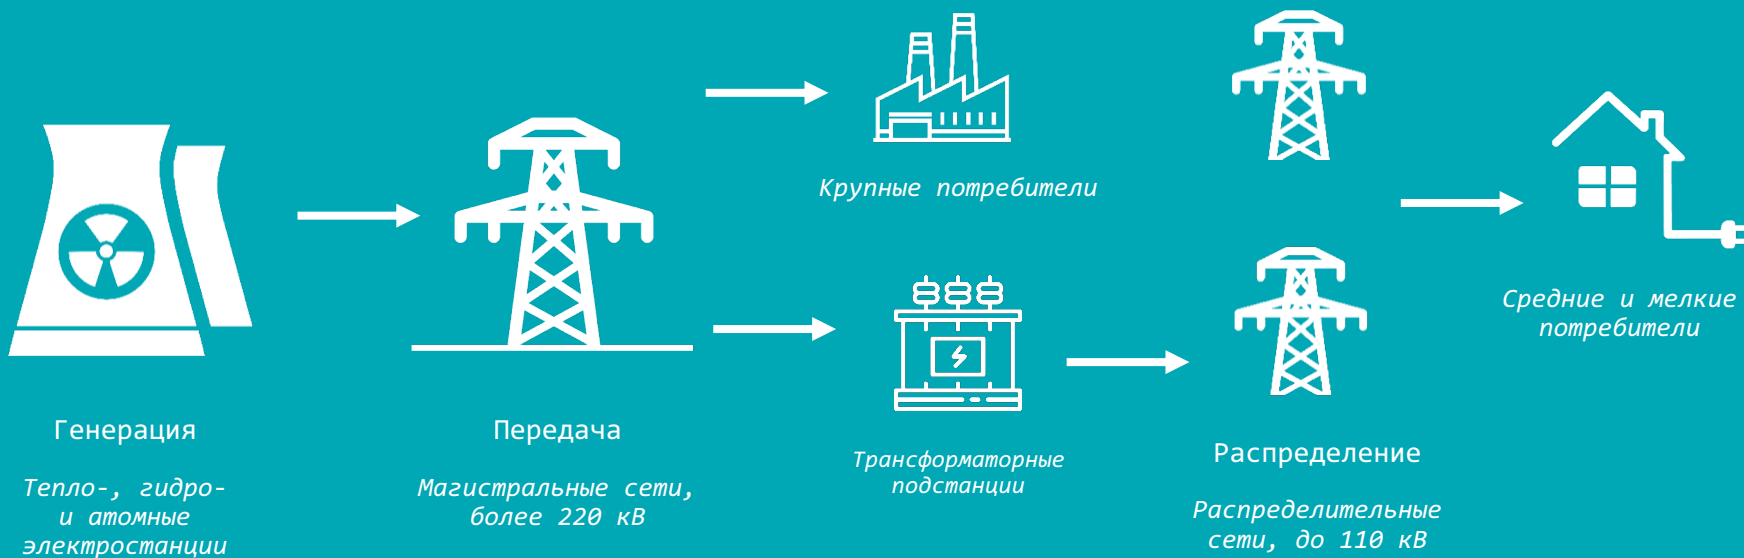 Крупные потребители
Средние и мелкие
потребители
Генерация
Тепло-, гидро-
и атомные
электростанции
Передача
Магистральные сети,
более 220 кВ
Трансформаторные
подстанции
Распределение
Распределительные
сети, до 110 кВ